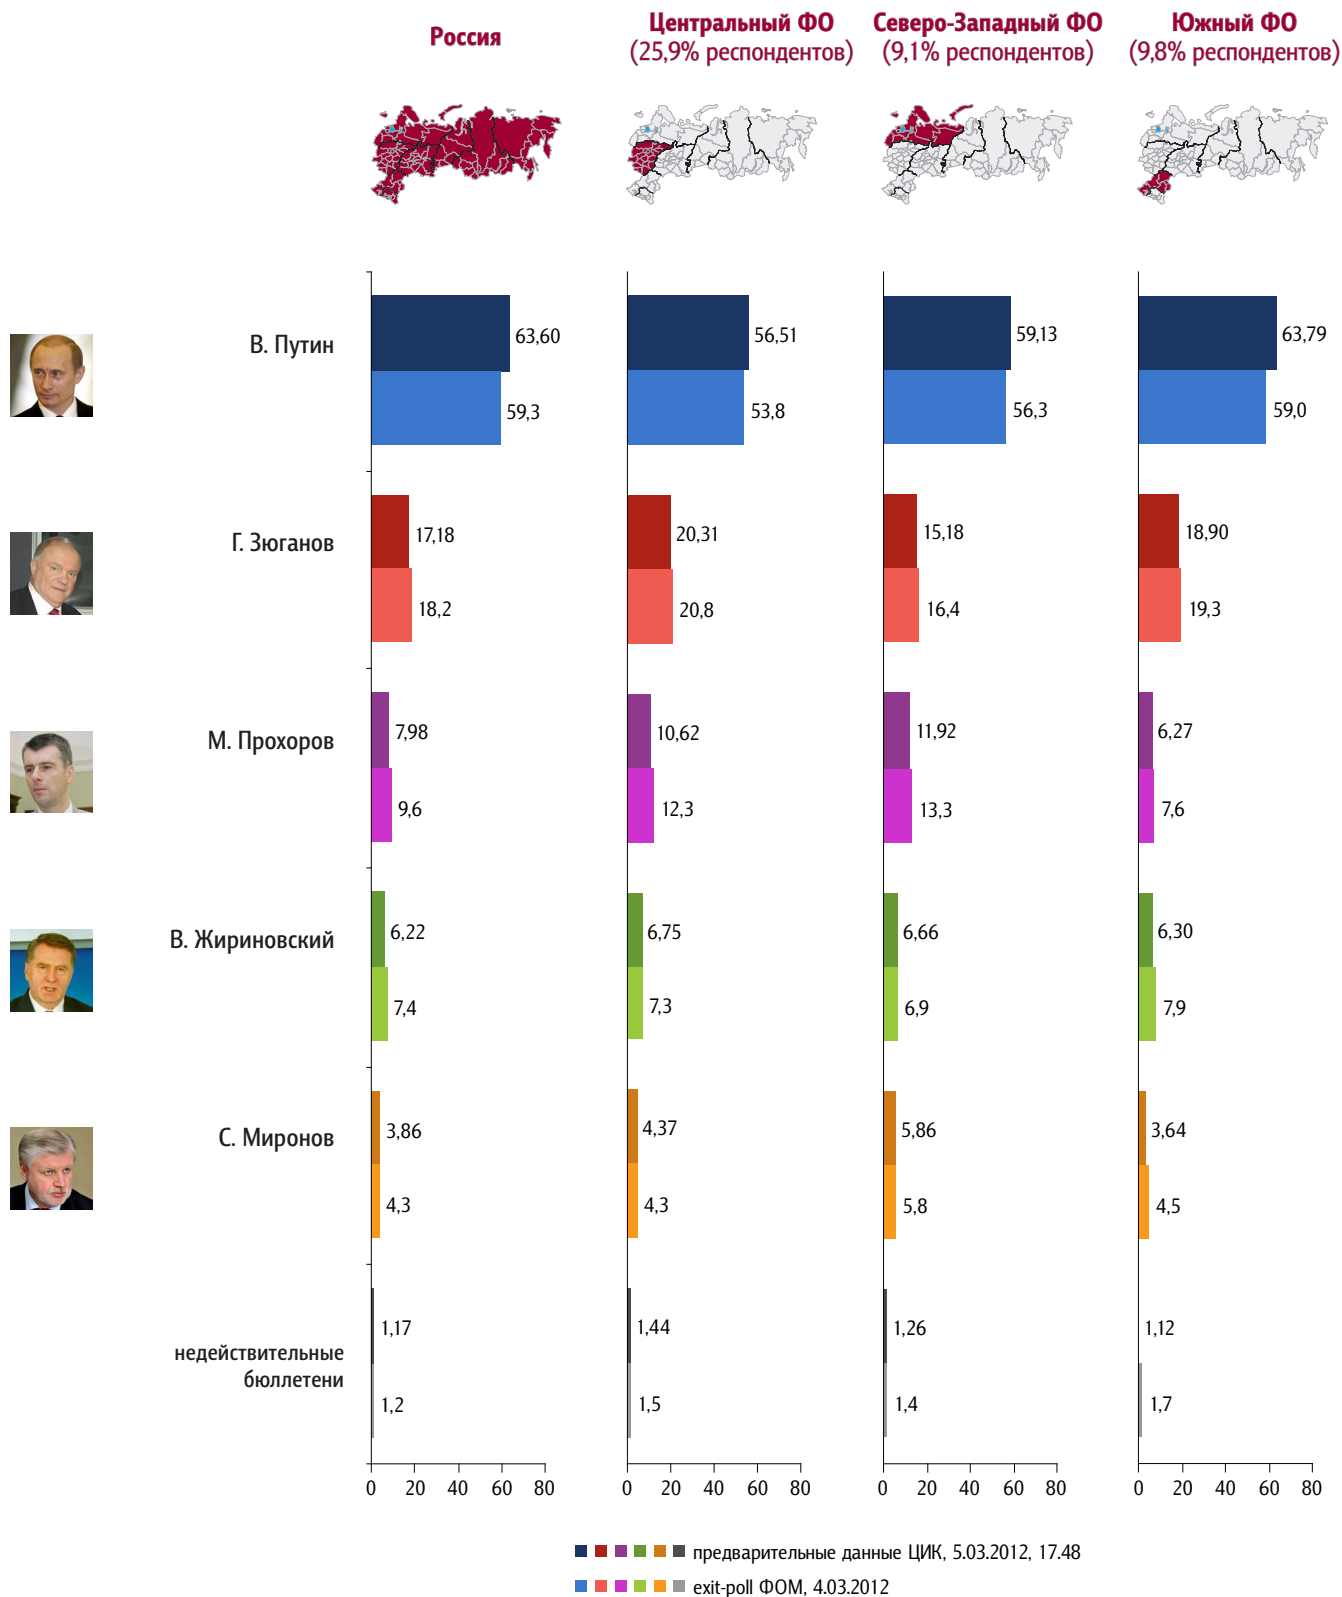 Россия
Центральный ФО
(25,9% респондентов)
Северо-Западный ФО
(9,1% респондентов)
Южный ФО
(9,8% респондентов)
В. Путин
63,60
56,51
59,13
63,79
59,3
53,8
56,3
59,0
Г. Зюганов
17,18
20,31
15,18
18,90
18,2
20,8
16,4
19,3
М. Прохоров
7,98
10,62
11,92
6,27
9,6
12,3
13,3
7,6
В. Жириновский
6,22
6,75
6,66
6,30
7,4
7,3
6,9
7,9
С. Миронов
3,86
4,37
5,86
3,64
4,3
4,3
5,8
4,5
недействительные
бюллетени
1,17
1,44
1,26
1,12
1,2
1,5
1,4
1,7
0 20 40 60 80
0 20 40 60 80
0 20 40 60 80
0 20 40 60 80
предварительные данные ЦИК, 5.03.2012, 17.48
exit-poll ФОМ, 4.03.2012